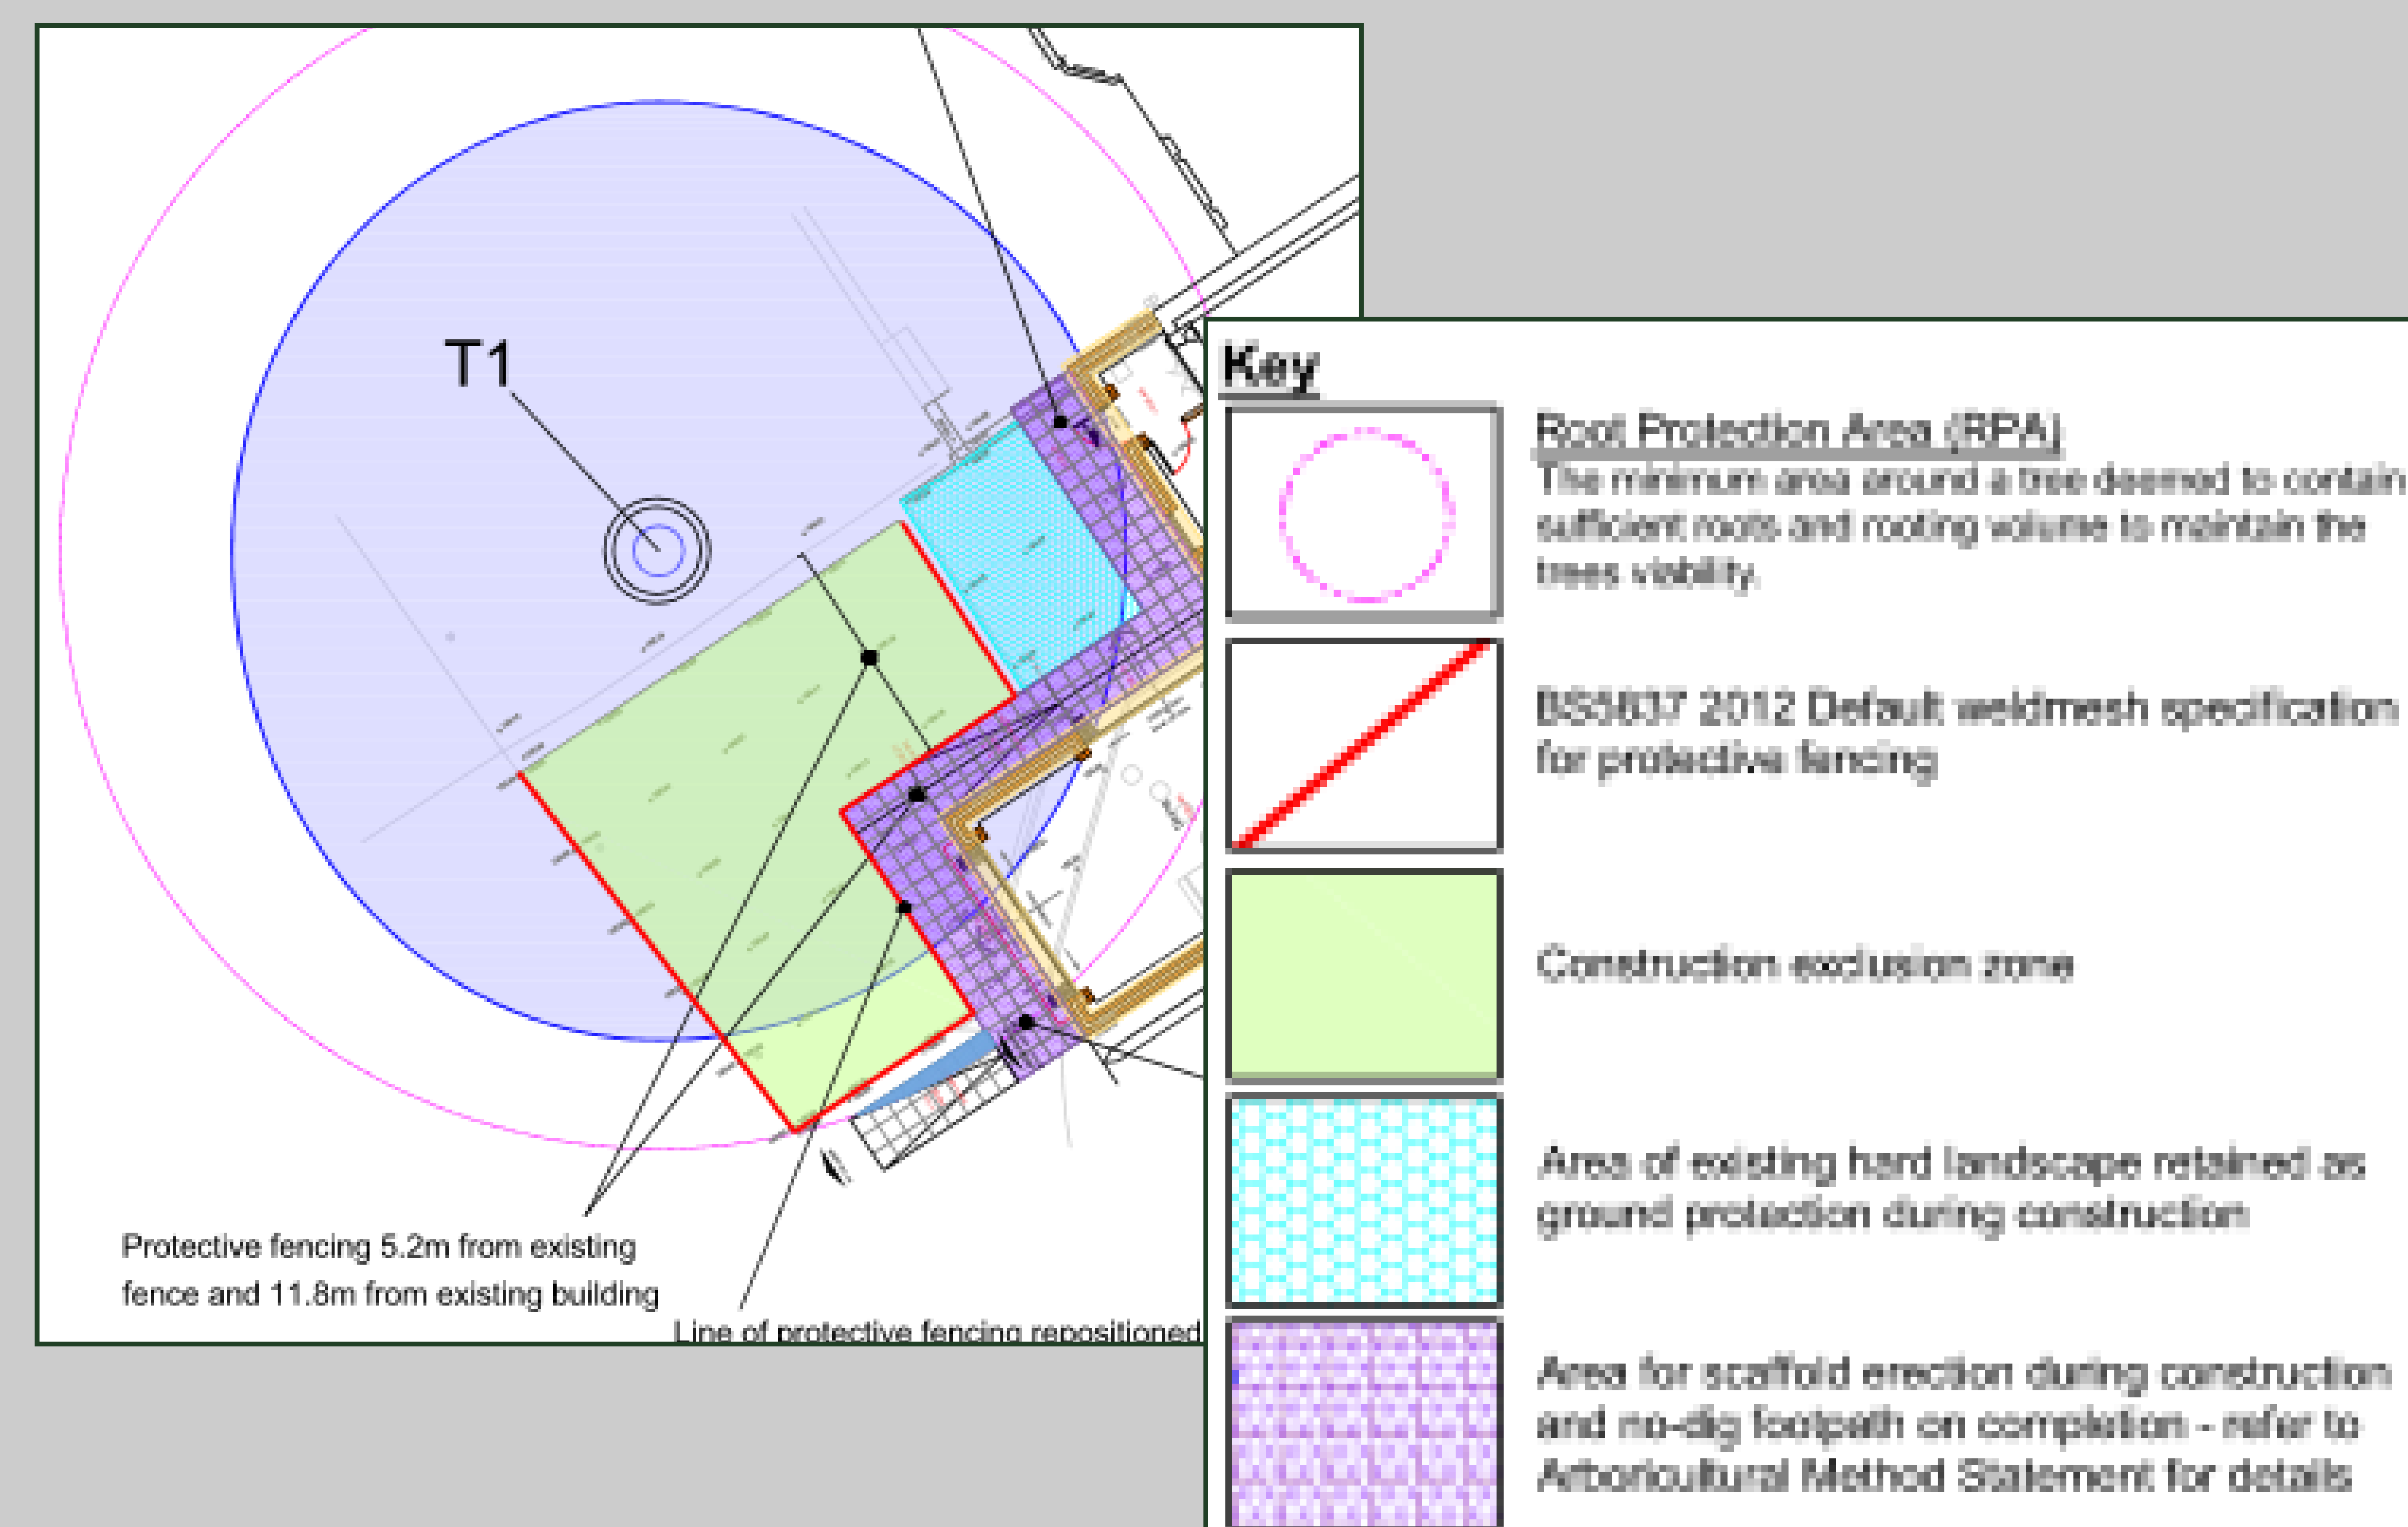 T1
Protective fencing 5.2m from existing
fence and 11.8m from existing building
Line of protective fencing repositioned
Key
Root Protection Area (RPA)
The minimum area around a tree deemed to contain
sufficient roots and rooting volume to maintain the
trees viability.
BS5837 2012 Default weldmesh specification
for protective fencing
Construction exclusion zone
Area of existing hard landscape retained as
ground protection during construction
Area for scaffold erection during construction
and no-dig footpath on completion - refer to
Arboricultural Method Statement for details